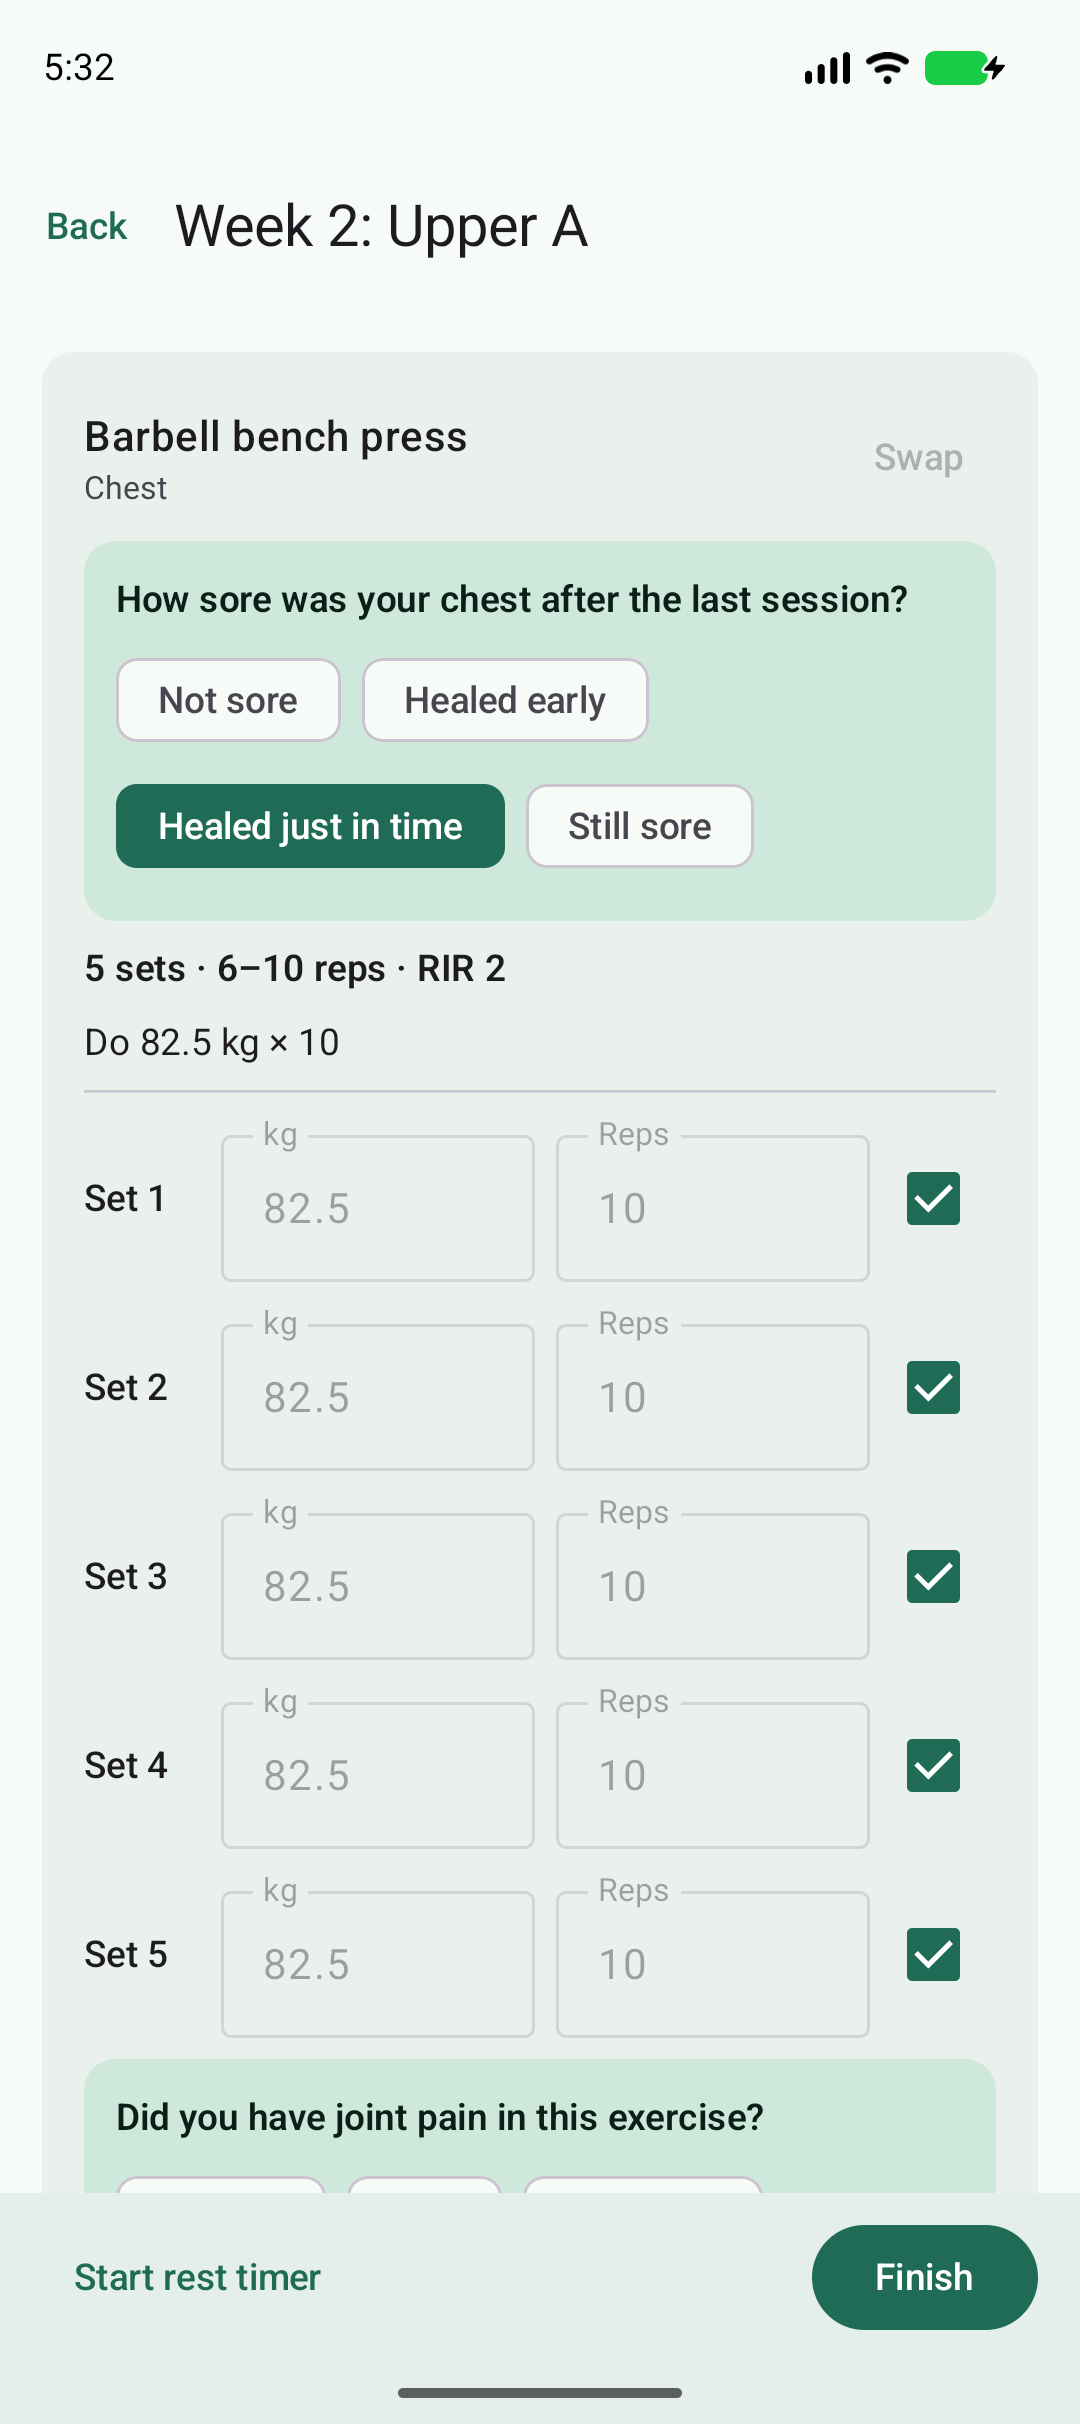 5:32
Back
Week 2: Upper A
Barbell bench press
Chest
Swap
How sore was your chest after the last session?
Not sore
Healed early
Healed just in time
Still sore
5 sets · 6–10 reps · RIR 2
Do 82.5 kg × 10
kg
Reps
Set 1
82.5
10
kg
Reps
Set 2
82.5
10
kg
Reps
Set 3
82.5
10
kg
Reps
Set 4
82.5
10
kg
Reps
Set 5
82.5
10
Did you have joint pain in this exercise?
Start rest timer
Finish